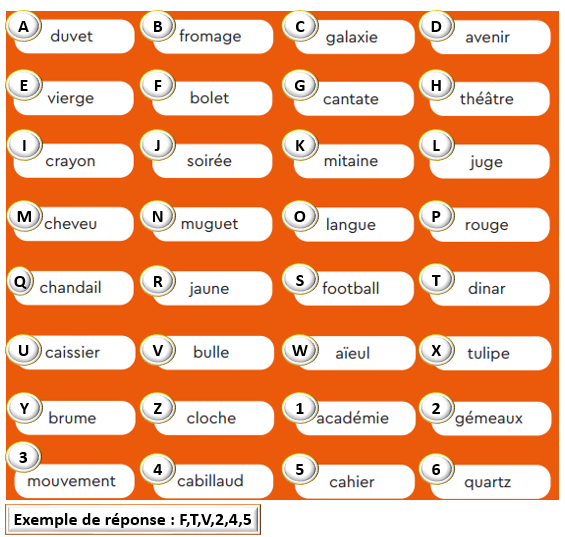 A duvet B fromage C galaxie D avenir
E vierge F bolet G cantate H théâtre
I crayon J soirée K mitaine L juge
M cheveu N muguet O langue P rouge
Q chandail R jaune S football T dinar
U caissier V bulle W aïeul X tulipe
Y brume Z cloche 1 académie 2 gémeaux
3 mouvement 4 cabillaud 5 cahier 6 quartz
Exemple de réponse : F,T,V,2,4,5